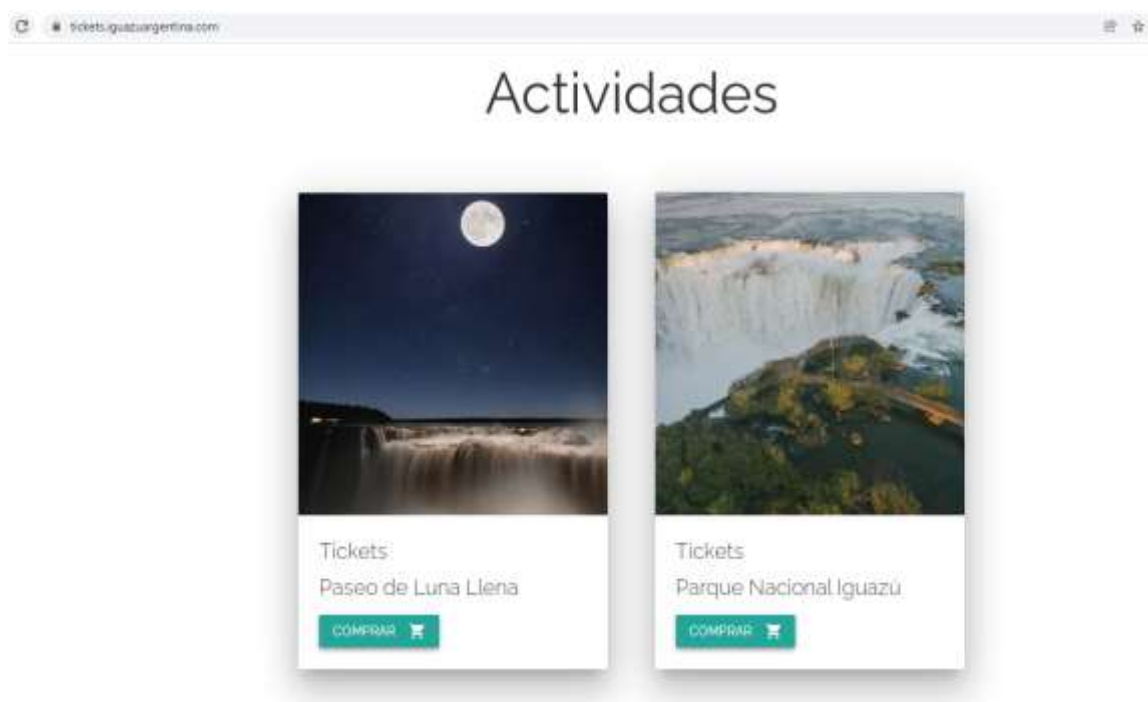 tickets.iguazuargentina.com
Actividades
Tickets
Paseo de Luna Llena
COMPRAR
Tickets
Parque Nacional Iguazú
COMPRAR